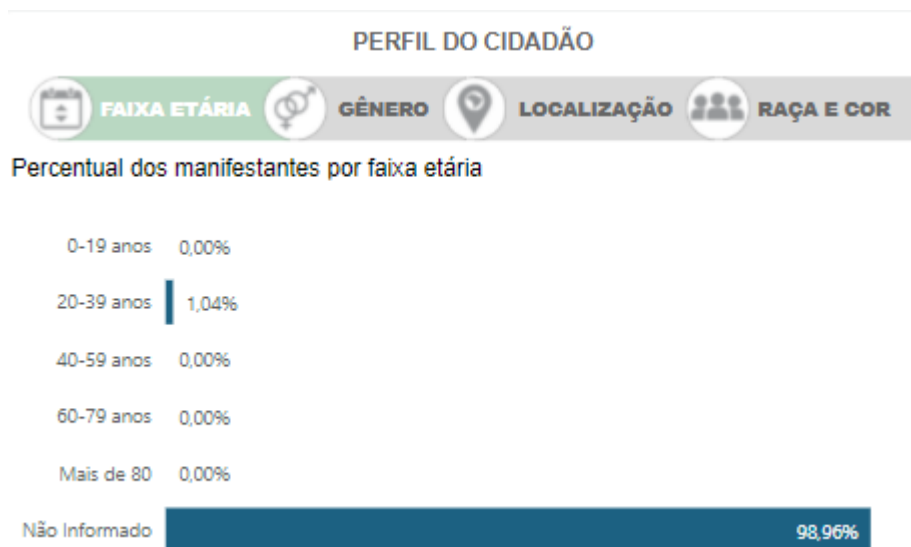 PERFIL DO CIDADÃO
FAIXA ETÁRIA GÊNERO LOCALIZAÇÃO RAÇA E COR
Percentual dos manifestantes por faixa etária
0-19 anos 0,00%
20-39 anos 1,04%
40-59 anos 0,00%
60-79 anos 0,00%
Mais de 80 0,00%
Não Informado 98,96%